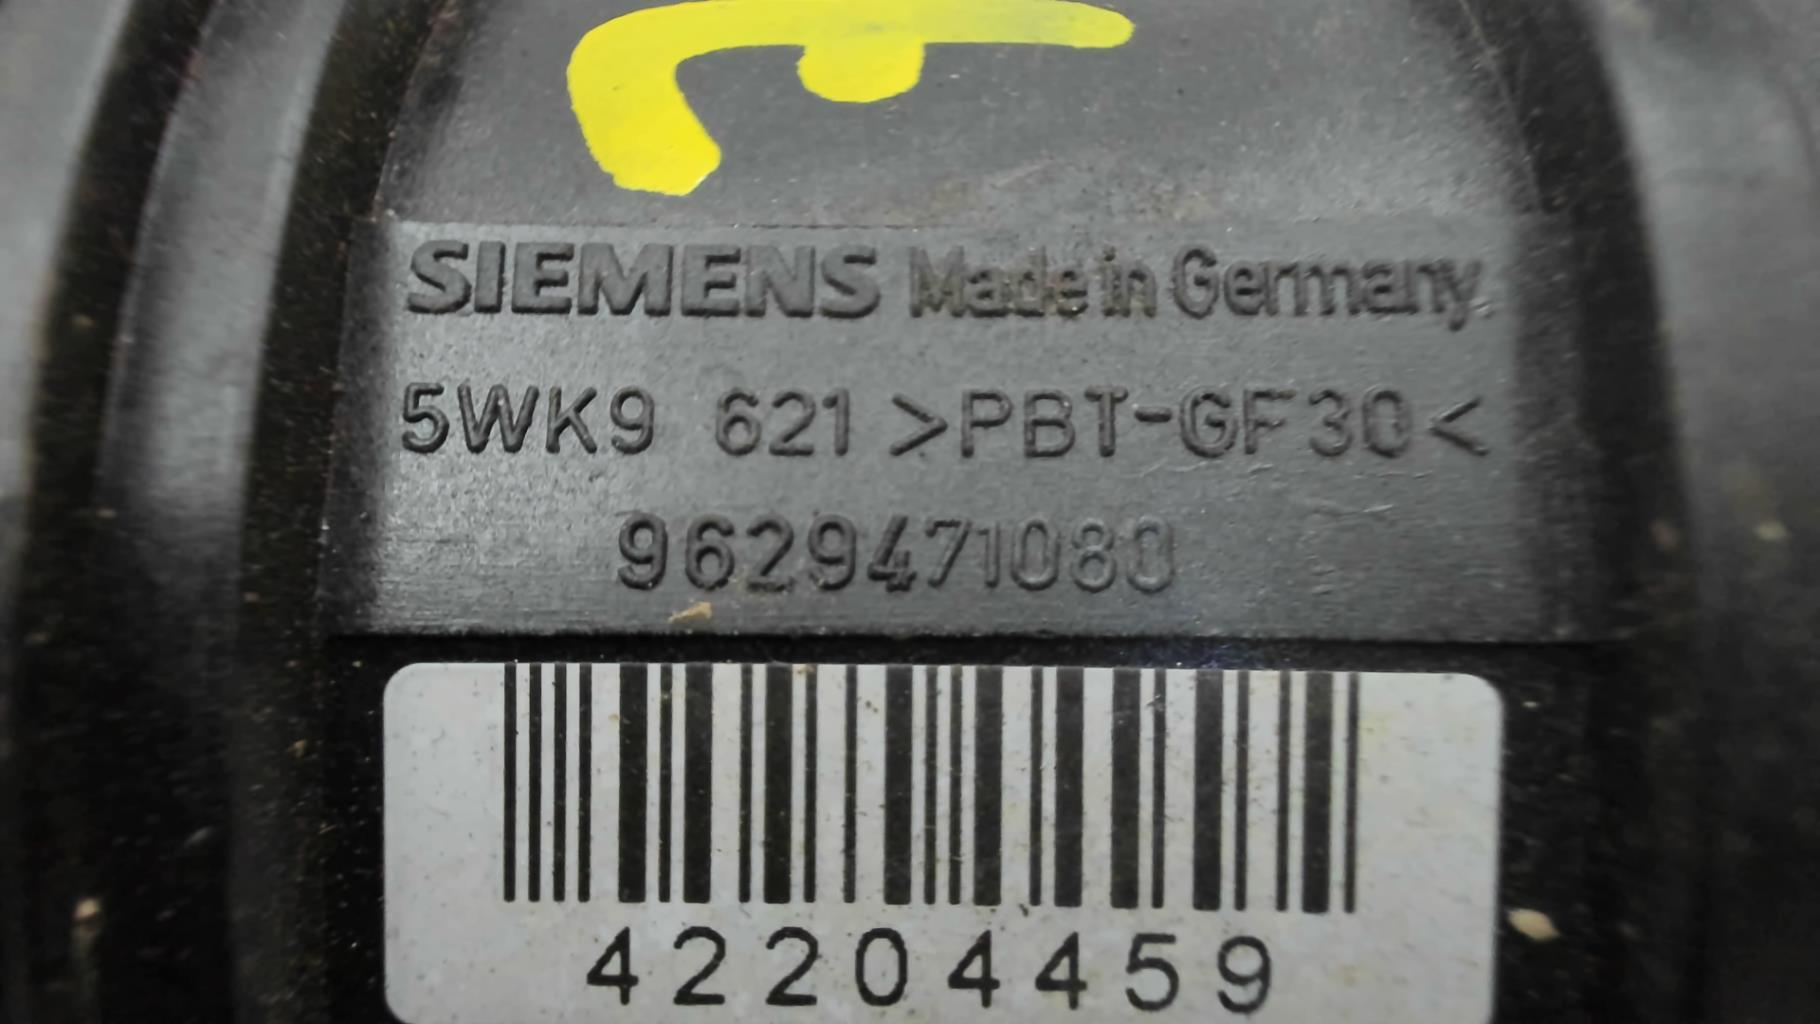 SIEMENS Made in Germany.
5WK9 621 >PBT-GF30<
9629471080
42204459